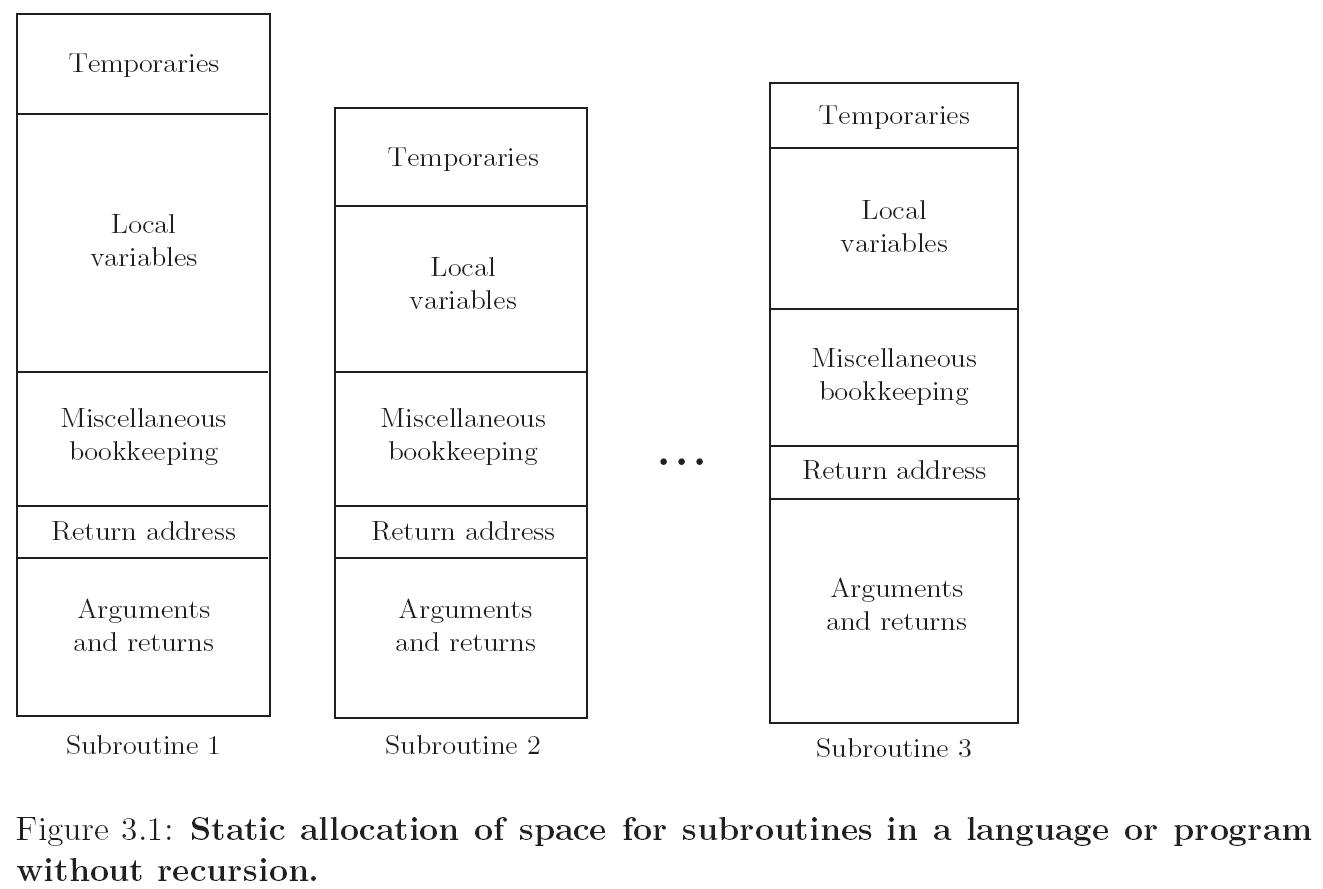 Temporaries
Local
variables
Miscellaneous
bookkeeping
Return address
Arguments
and returns
Subroutine 1
Temporaries
Local
variables
Miscellaneous
bookkeeping
Return address
Arguments
and returns
Subroutine 2
...
Temporaries
Local
variables
Miscellaneous
bookkeeping
Return address
Arguments
and returns
Subroutine 3
Figure 3.1: Static allocation of space for subroutines in a language or program
without recursion.